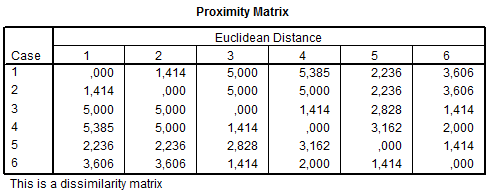 Proximity Matrix
Euclidean Distance
Case 1 2 3 4 5 6
1 ,000 1,414 5,000 5,385 2,236 3,606
2 1,414 ,000 5,000 5,000 2,236 3,606
3 5,000 5,000 ,000 1,414 2,828 1,414
4 5,385 5,000 1,414 ,000 3,162 2,000
5 2,236 2,236 2,828 3,162 ,000 1,414
6 3,606 3,606 1,414 2,000 1,414 ,000
This is a dissimilarity matrix